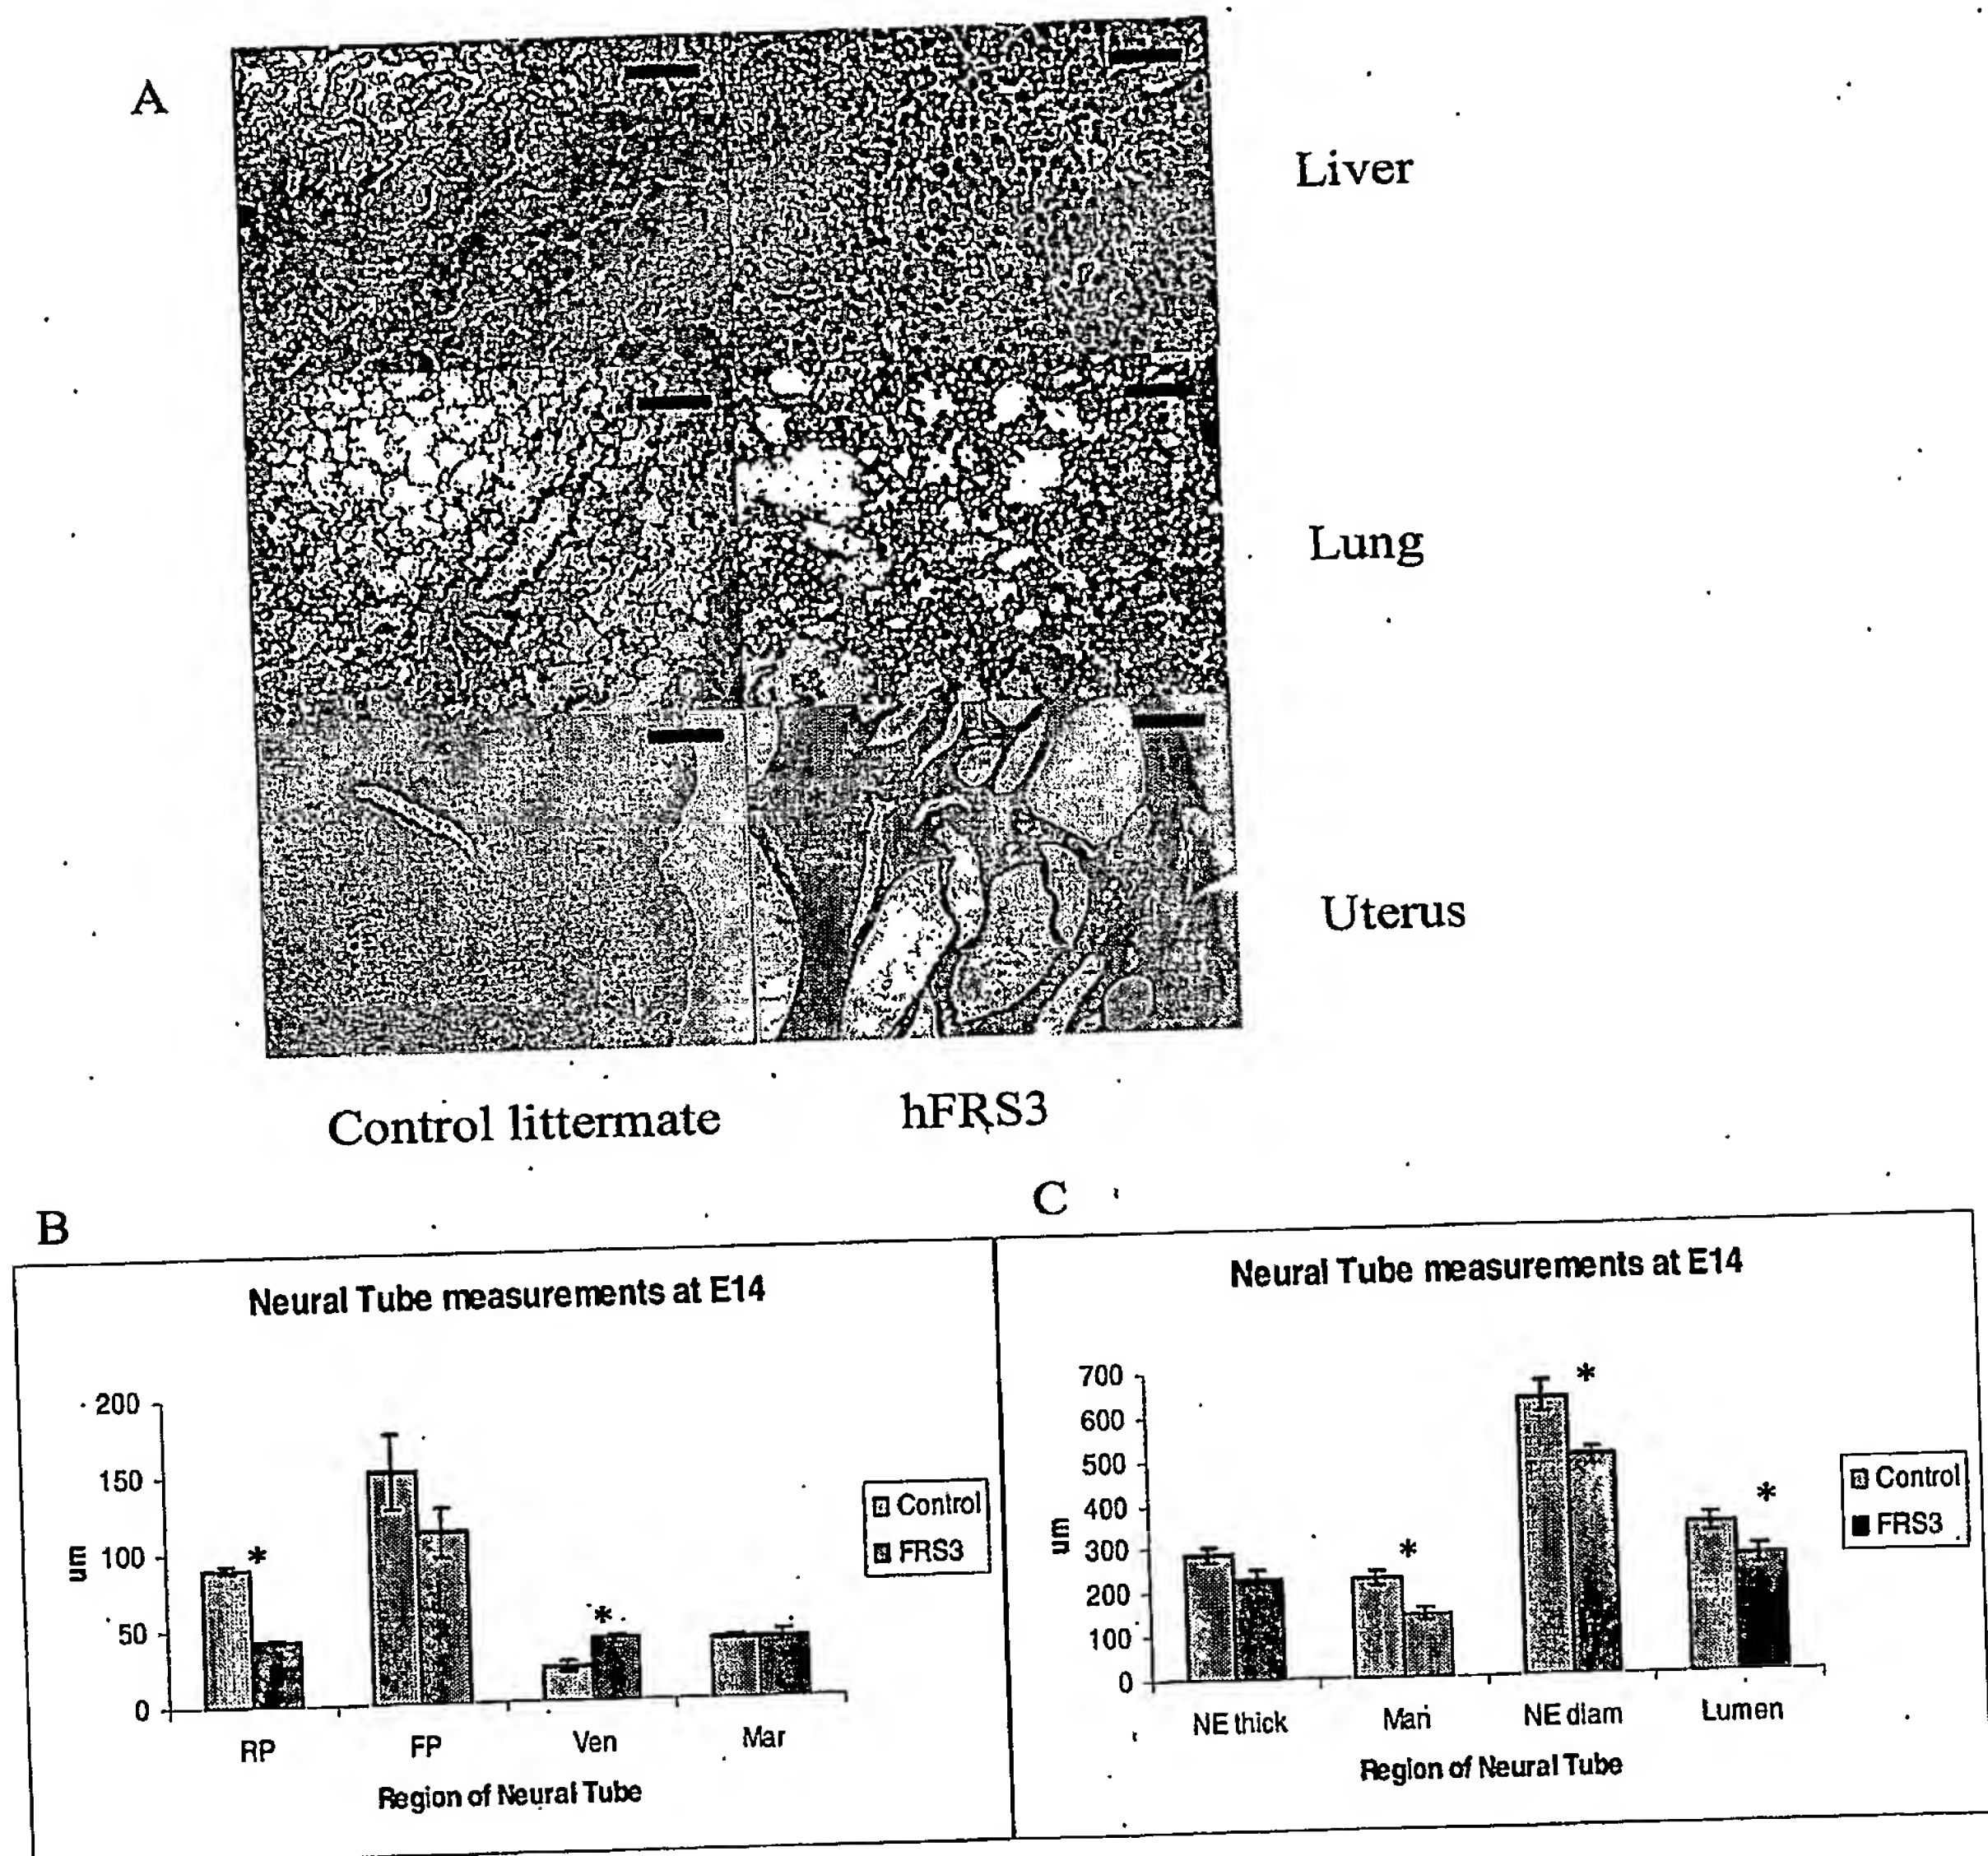 A
Liver
Lung
Uterus
Control littermate
hFRS3
B
Neural Tube measurements at E14
200
150
100
50
0
um
*
*
RP
FP
Ven
Mar
Region of Neural Tube
Control
FRS3
C
Neural Tube measurements at E14
700
600
500
400
300
200
100
0
um
*
*
*
NE thick
Man
NE diam
Lumen
Region of Neural Tube
Control
FRS3